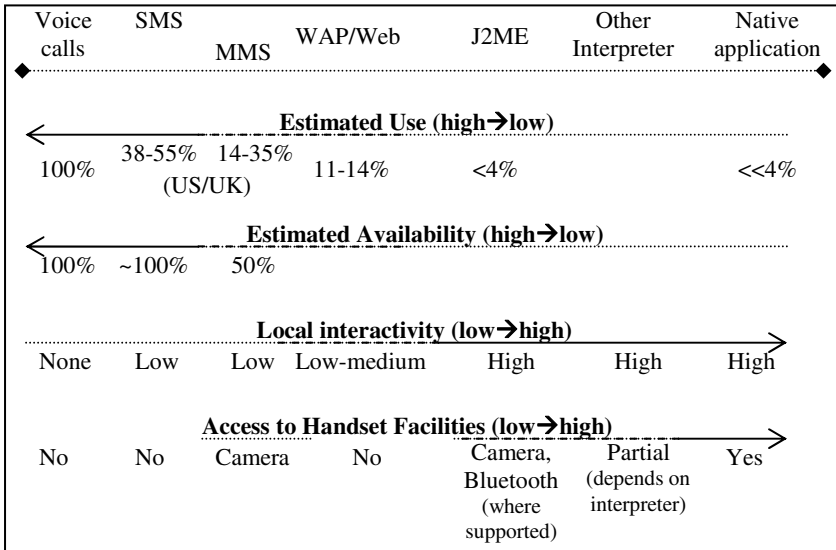 Voice calls SMS MMS WAP/Web J2ME Other Interpreter Native application
Estimated Use (high→low)
100% 38-55% 14-35% 11-14% <4% <<4%
(US/UK)
Estimated Availability (high→low)
100% ~100% 50%
Local interactivity (low→high)
None Low Low Low-medium High High High
Access to Handset Facilities (low→high)
No No Camera No Camera, Bluetooth (where supported) Partial (depends on interpreter) Yes